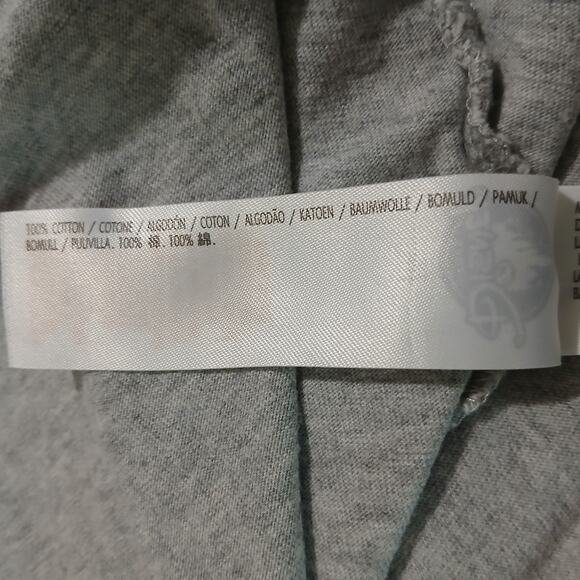 100% COTTON / COTONE / ALGODÓN / COTON / ALGODÃO / KATOEN / BAUMWOLLE / BOMULD / PAMUK /
BOMULL / PUUVILLA. 100% 棉. 100% 綿.